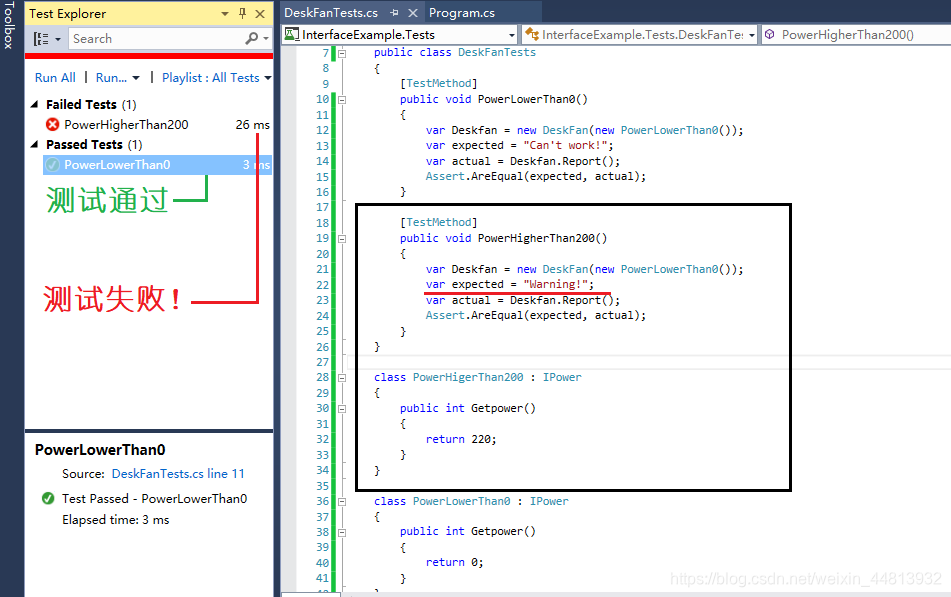 Toolbox
Test Explorer
Search
Run All | Run... | Playlist : All Tests
Failed Tests (1)
PowerHigherThan200 26 ms
Passed Tests (1)
PowerLowerThan0 3 ms
测试通过
测试失败!
PowerLowerThan0
Source: DeskFanTests.cs line 11
Test Passed - PowerLowerThan0
Elapsed time: 3 ms
DeskFanTests.cs Program.cs
InterfaceExample.Tests InterfaceExample.Tests.DeskFanTes PowerHigherThan200()
7 public class DeskFanTests
8 {
9 [TestMethod]
10 public void PowerLowerThan0()
11 {
12 var Deskfan = new DeskFan(new PowerLowerThan0());
13 var expected = "Can't work!";
14 var actual = Deskfan.Report();
15 Assert.AreEqual(expected, actual);
16 }
17
18 [TestMethod]
19 public void PowerHigherThan200()
20 {
21 var Deskfan = new DeskFan(new PowerLowerThan0());
22 var expected = "Warning!";
23 var actual = Deskfan.Report();
24 Assert.AreEqual(expected, actual);
25 }
26 }
27
28 class PowerHigerThan200 : IPower
29 {
30 public int Getpower()
31 {
32 return 220;
33 }
34 }
35
36 class PowerLowerThan0 : IPower
37 {
38 public int Getpower()
39 {
40 return 0;
41 }
https://blog.csdn.net/weixin_44813932